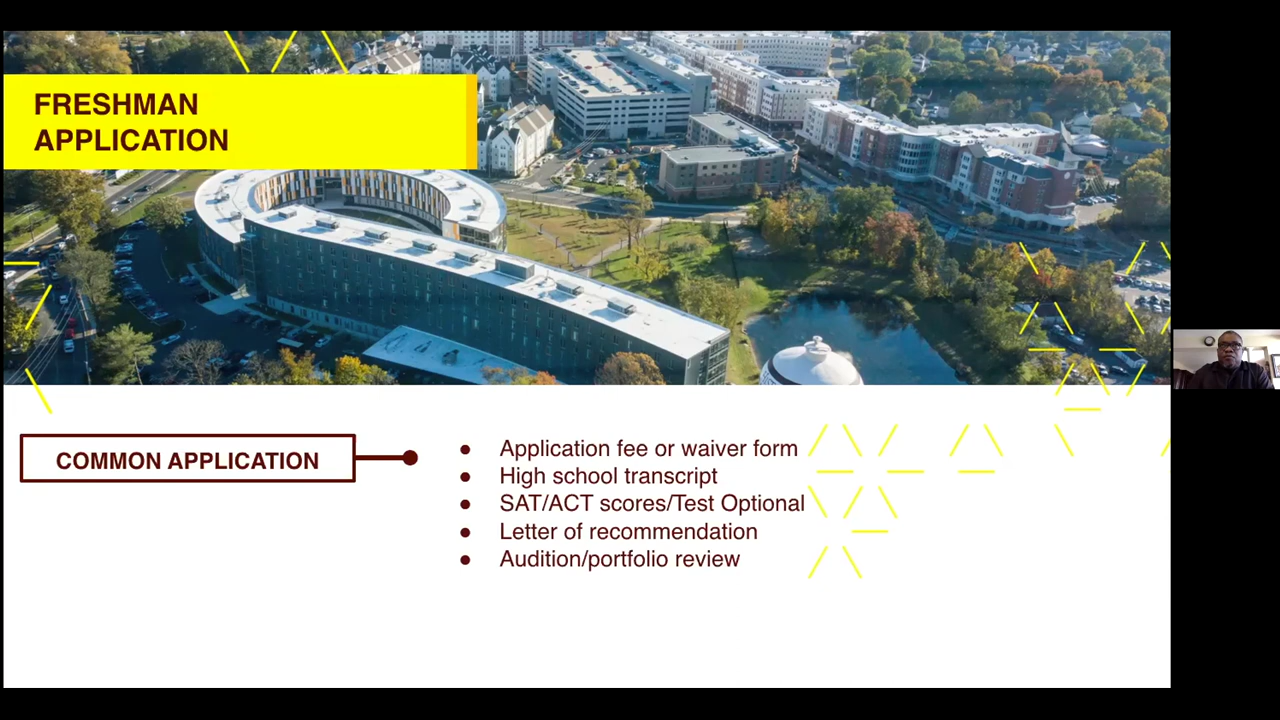 FRESHMAN
APPLICATION
COMMON APPLICATION
● Application fee or waiver form
● High school transcript
● SAT/ACT scores/Test Optional
● Letter of recommendation
● Audition/portfolio review